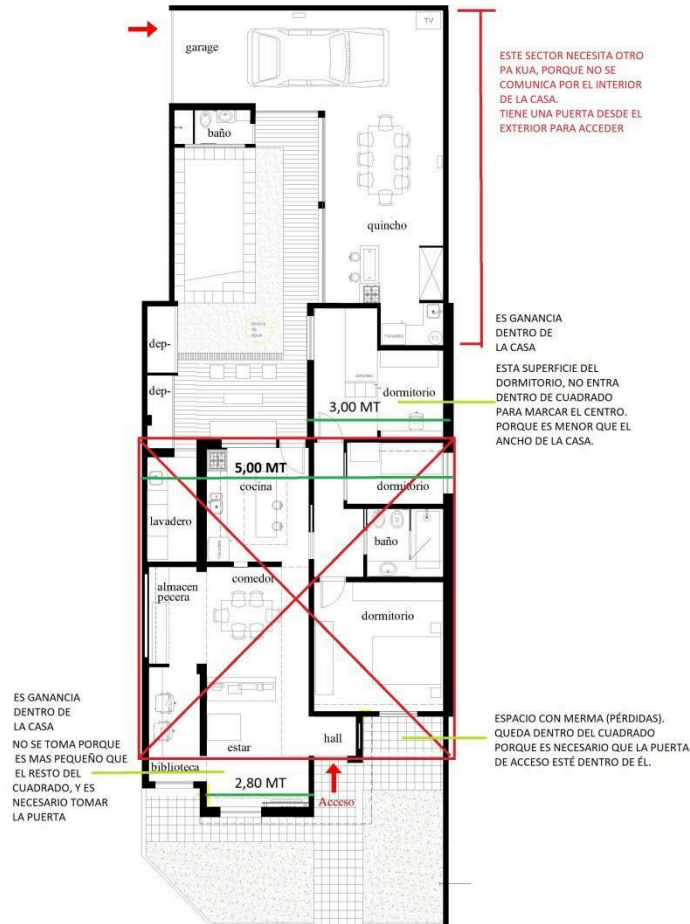 TV
garage
ESTE SECTOR NECESITA OTRO
PA KUA, PORQUE NO SE
COMUNICA POR EL INTERIOR
DE LA CASA.
TIENE UNA PUERTA DESDE EL
EXTERIOR PARA ACCEDER
baño
quincho
ES GANANCIA
DENTRO DE
LA CASA
dep-
ESTA SUPERFICIE DEL
DORMITORIO, NO ENTRA
DENTRO DE CUADRADO
PARA MARCAR EL CENTRO.
PORQUE ES MENOR QUE EL
ANCHO DE LA CASA.
dep-
dormitorio
3,00 MT
5,00 MT
cocina
dormitorio
lavadero
baño
almacen
pecera
comedor
dormitorio
ES GANANCIA
DENTRO DE
LA CASA
NO SE TOMA PORQUE
ES MAS PEQUEÑO QUE
EL RESTO DEL
CUADRADO, Y ES
NECESARIO TOMAR
LA PUERTA
ESPACIO CON MERMA (PÉRDIDAS).
QUEDA DENTRO DEL CUADRADO
PORQUE ES NECESARIO QUE LA PUERTA
DE ACCESO ESTÉ DENTRO DE ÉL.
estar
hall
biblioteca
2,80 MT
Acceso